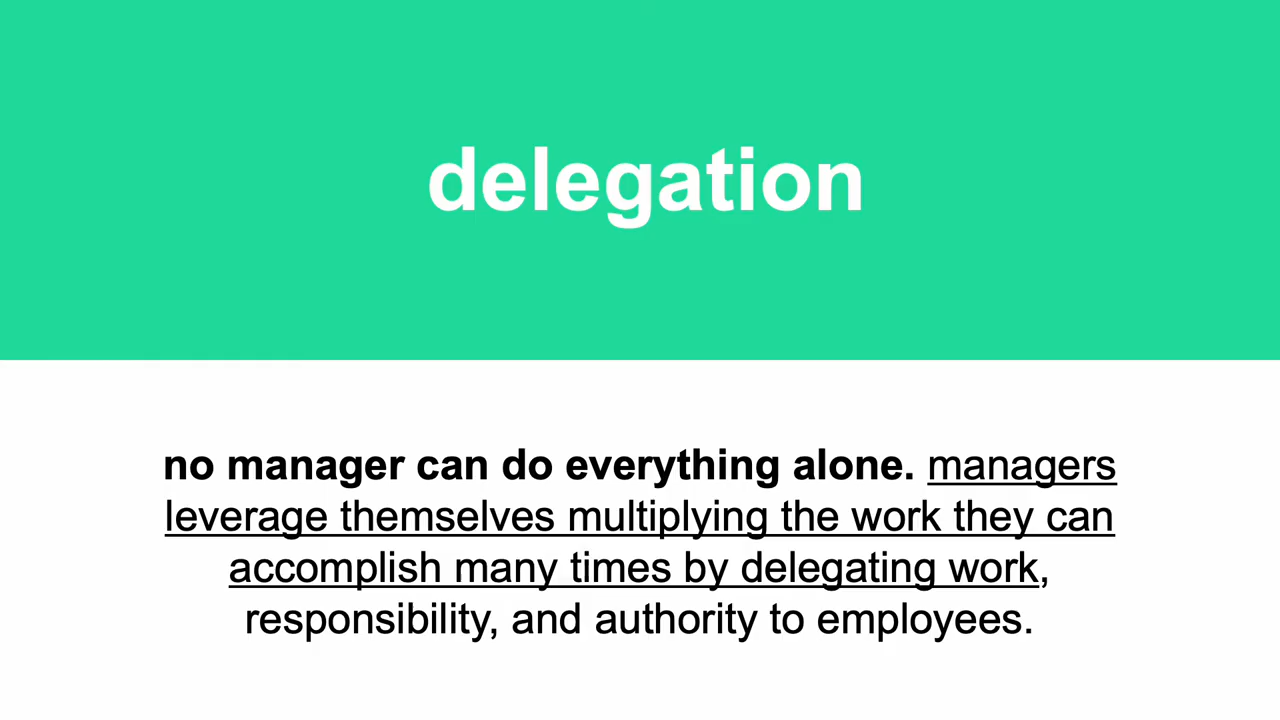 delegation
no manager can do everything alone. managers
leverage themselves multiplying the work they can
accomplish many times by delegating work,
responsibility, and authority to employees.